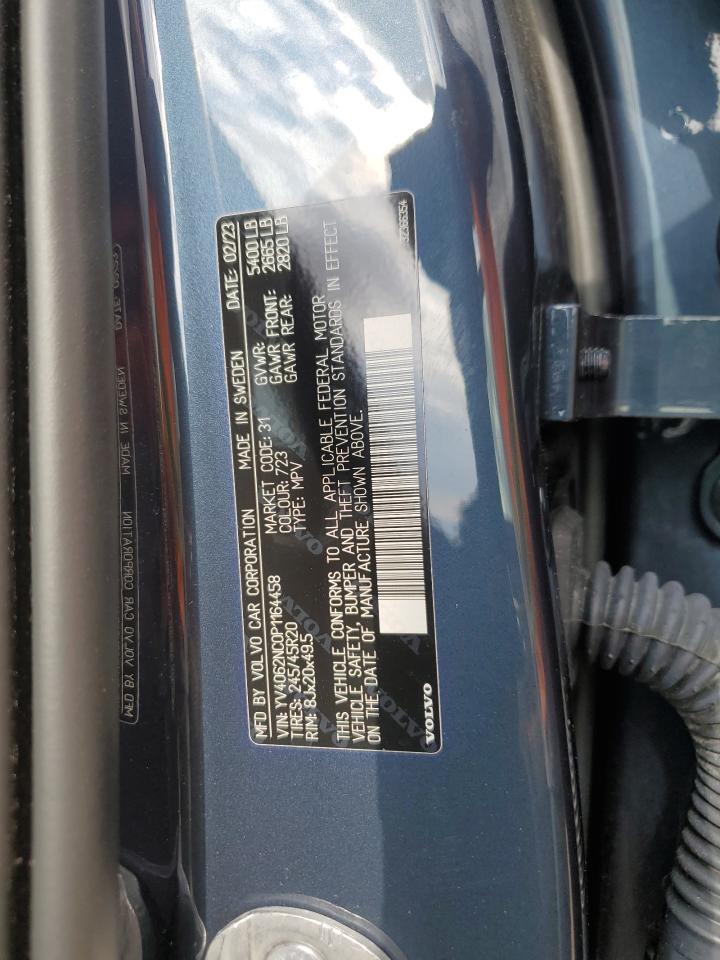 MFD BY VOLVO CAR CORPORATION MADE IN SWEDEN DATE: 02/23
VIN: YV4062NC0P1164458 MARKET CODE: 31 GVWR: 5400 LB
TIRES: 245/45R20 COLOUR: 723 GAWR FRONT: 2665 LB
RIM: 8Jx20x49.5 TYPE: MPV GAWR REAR: 2820 LB
THIS VEHICLE CONFORMS TO ALL APPLICABLE FEDERAL MOTOR
VEHICLE SAFETY, BUMPER AND THEFT PREVENTION STANDARDS IN EFFECT
ON THE DATE OF MANUFACTURE, SHOWN ABOVE.
VOLVO 32366354